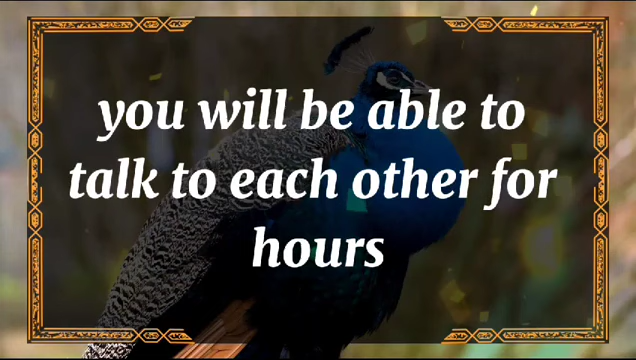 you will be able to
talk to each other for
hours